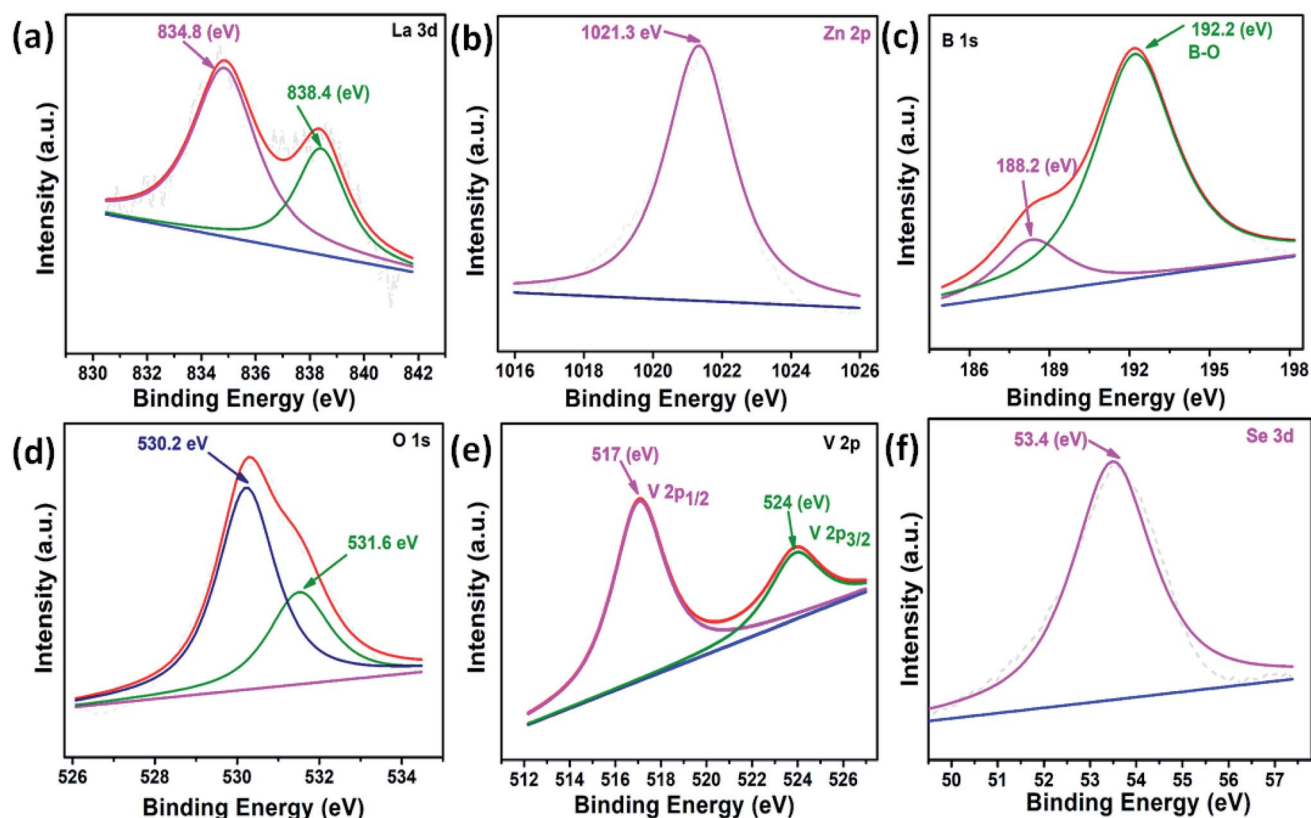 (a)
La 3d
834.8 (eV)
838.4 (eV)
Intensity (a.u.)
830 832 834 836 838 840 842
Binding Energy (eV)
(b)
1021.3 eV
Zn 2p
Intensity (a.u.)
1016 1018 1020 1022 1024 1026
Binding Energy (eV)
(c)
B 1s
192.2 (eV)
B-O
188.2 (eV)
Intensity (a.u.)
186 189 192 195 198
Binding Energy (eV)
(d)
530.2 eV
O 1s
531.6 eV
Intensity (a.u.)
526 528 530 532 534
Binding Energy (eV)
(e)
V 2p
517 (eV)
V 2p1/2
524 (eV)
V 2p3/2
Intensity (a.u.)
512 514 516 518 520 522 524 526
Binding Energy (eV)
(f)
53.4 (eV)
Se 3d
Intensity (a.u.)
50 51 52 53 54 55 56 57
Binding Energy (eV)